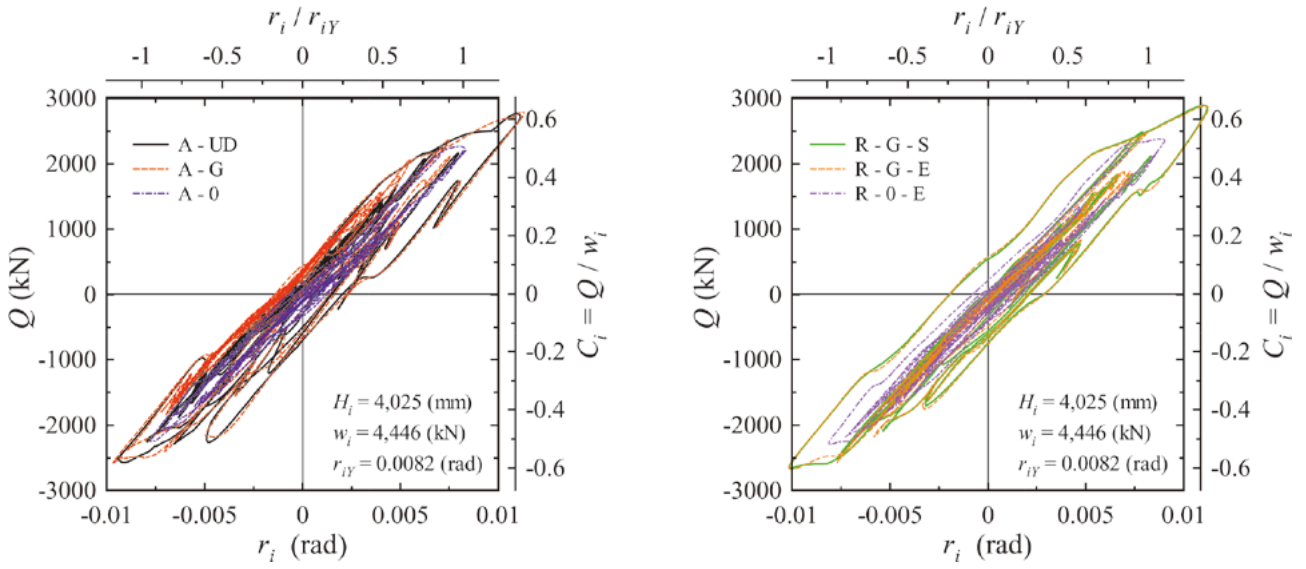 r_i / r_iY
-1 -0.5 0 0.5 1
3000
2000
1000
0
-1000
-2000
-3000
Q (kN)
A - UD
A - G
A - 0
H_i = 4,025 (mm)
w_i = 4,446 (kN)
r_iY = 0.0082 (rad)
0.6
0.4
0.2
0
-0.2
-0.4
-0.6
C_i = Q / w_i
-0.01 -0.005 0 0.005 0.01
r_i (rad)
r_i / r_iY
-1 -0.5 0 0.5 1
3000
2000
1000
0
-1000
-2000
-3000
Q (kN)
R - G - S
R - G - E
R - 0 - E
H_i = 4,025 (mm)
w_i = 4,446 (kN)
r_iY = 0.0082 (rad)
0.6
0.4
0.2
0
-0.2
-0.4
-0.6
C_i = Q / w_i
-0.01 -0.005 0 0.005 0.01
r_i (rad)